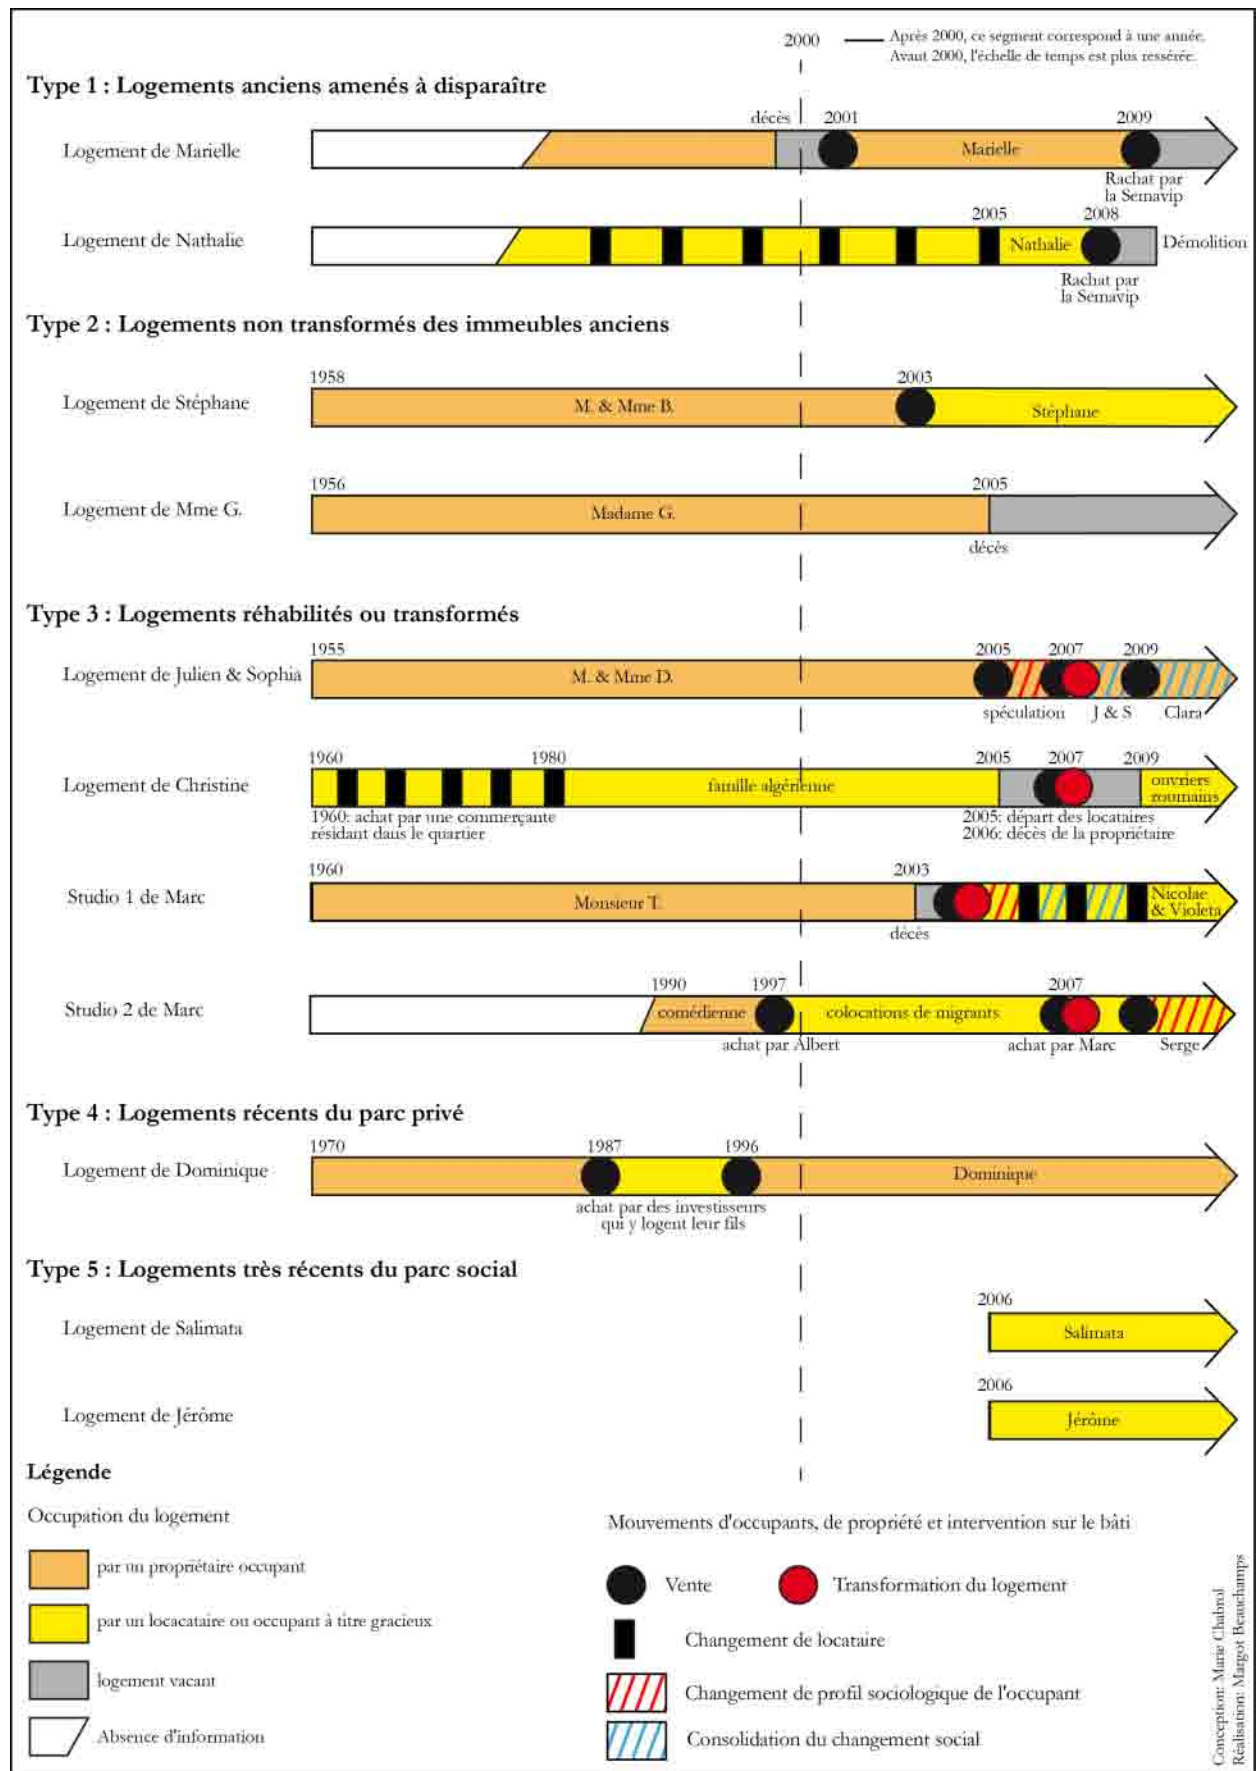 2000
Après 2000, ce segment correspond à une année.
Avant 2000, l'échelle de temps est plus ressérée.
Type 1 : Logements anciens amenés à disparaître
décès 2001 2009
Logement de Marielle
Marielle
Rachat par
la Semavip
2005 2008
Logement de Nathalie
Nathalie
Démolition
Rachat par
la Semavip
Type 2 : Logements non transformés des immeubles anciens
1958 2003
Logement de Stéphane
M. & Mme B.
Stéphane
1956 2005
Logement de Mme G.
Madame G.
décès
Type 3 : Logements réhabilités ou transformés
1955 2005 2007 2009
Logement de Julien & Sophia
M. & Mme D.
spéculation J & S Clara
1960 1980 2005 2007 2009
Logement de Christine
famille algérienne
ouvriers
roumains
1960: achat par une commerçante
résidant dans le quartier
2005: départ des locataires
2006: décès de la propriétaire
1960 2003
Studio 1 de Marc
Monsieur T.
Nicolae
& Violeta
décès
1990 1997 2007
Studio 2 de Marc
comédienne
colocations de migrants
achat par Albert achat par Marc Serge
Type 4 : Logements récents du parc privé
1970 1987 1996
Logement de Dominique
Dominique
achat par des investisseurs
qui y logent leur fils
Type 5 : Logements très récents du parc social
2006
Logement de Salimata
Salimata
2006
Logement de Jérôme
Jérôme
Légende
Occupation du logement
par un propriétaire occupant
par un locacataire ou occupant à titre gracieux
logement vacant
Absence d'information
Mouvements d'occupants, de propriété et intervention sur le bâti
Vente
Transformation du logement
Changement de locataire
Changement de profil sociologique de l'occupant
Consolidation du changement social
Conception: Marie Chabrol
Réalisation: Margot Beauchamps